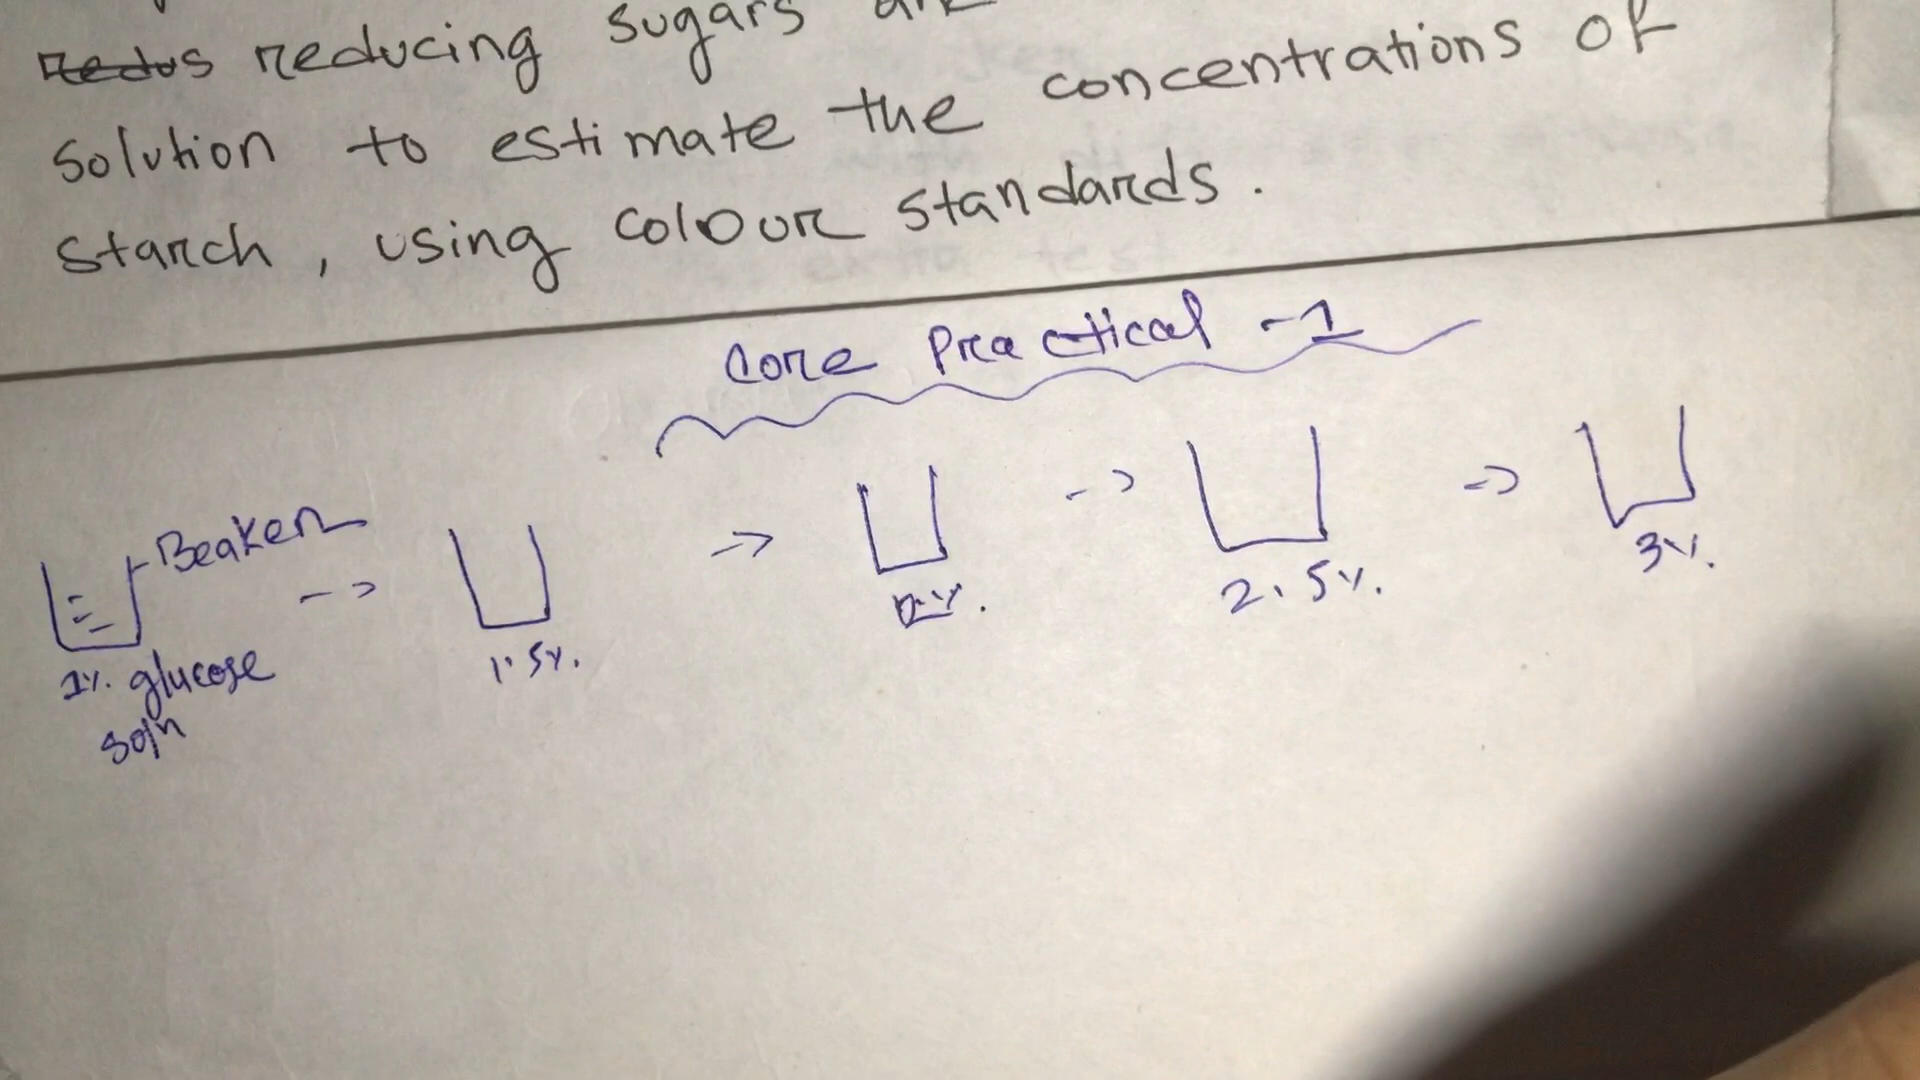 reducing sugars
solution to estimate the concentrations of
starch, using colour standards.
Core Practical -1
Beaker
1%. glucose
soln
1.5%.
2.5%.
3%.